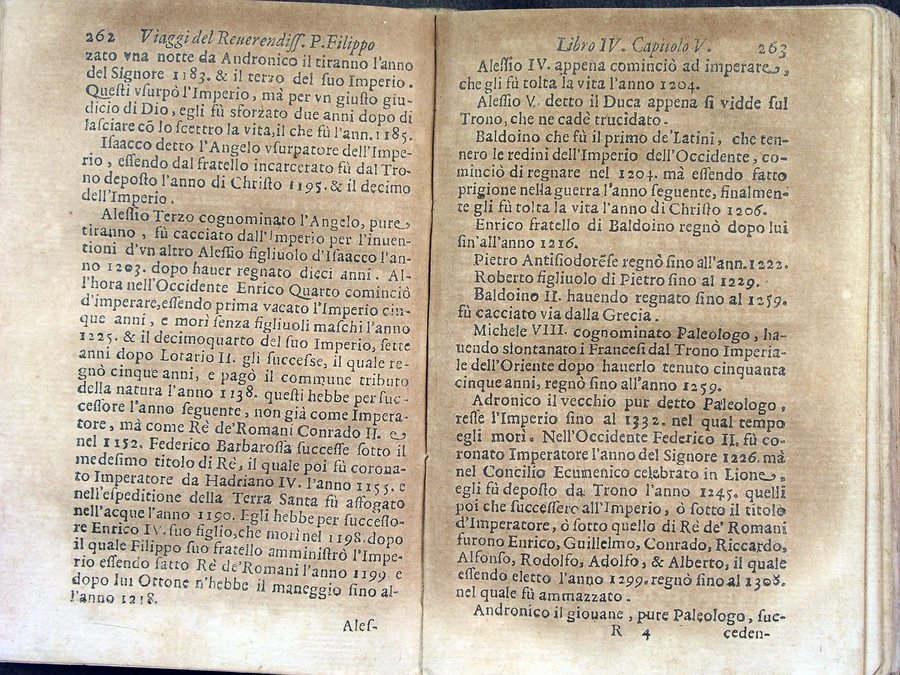 262 Viaggi del Reuerendiſſ. P. Filippo
zato vna notte da Andronico il tiranno l'anno
del Signore 1183. & il terzo del ſuo Imperio.
Queſti vſurpò l'Imperio, mà per vn giuſto giu-
dicio di Dio, egli fù sforzato due anni dopo di
laſciare cō lo ſcettro la vita, il che fù l'ann. 1185.
Iſaacco detto l'Angelo vſurpatore dell'Impe-
rio, eſſendo dal fratello incarcerato fù dal Tro-
no depoſto l'anno di Chriſto 1195. & il decimo
dell'Imperio.
Aleſſio Terzo cognominato l'Angelo, pure
tiranno, fù cacciato dall'Imperio per l'inuen-
tioni d'vn altro Aleſſio figliuolo d'Iſaacco l'an-
no 1203. dopo hauer regnato dieci anni. Al-
l'hora nell'Occidente Enrico Quarto cominciò
d'imperare, eſſendo prima vacato l'Imperio cin-
que anni, e morì ſenza figliuoli maſchi l'anno
1225. & il decimoquarto del ſuo Imperio, ſette
anni dopo Lotario II. gli ſucceſſe, il quale re-
gnò cinque anni, e pagò il commune tributo
della natura l'anno 1138. queſti hebbe per ſuc-
ceſſore l'anno ſeguente, non già come Impera-
tore, mà come Rè de'Romani Conrado II. e
nel 1152. Federico Barbaroſſa ſucceſſe ſotto il
medeſimo titolo di Rè, il quale poi fù corona-
to Imperatore da Hadriano IV. l'anno 1155. e
nell'eſpeditione della Terra Santa fù affogato
nell'acque l'anno 1190. Egli hebbe per ſucceſſo-
re Enrico IV. ſuo figlio, che morì nel 1198. dopo
il quale Filippo ſuo fratello amminiſtrò l'Impe-
rio eſſendo fatto Rè de'Romani l'anno 1199. e
dopo lui Ottone n'hebbe il maneggio ſino al-
l'anno 1218.
Aleſ-
Libro IV. Capitolo V. 263
Aleſſio IV. appena cominciò ad imperare,
che gli fù tolta la vita l'anno 1204.
Aleſſio V. detto il Duca appena ſi vidde ſul
Trono, che ne cadè trucidato.
Baldoino che fù il primo de'Latini, che ten-
nero le redini dell'Imperio dell'Occidente, co-
minciò di regnare nel 1204. mà eſſendo fatto
prigione nella guerra l'anno ſeguente, finalmen-
te gli fù tolta la vita l'anno di Chriſto 1206.
Enrico fratello di Baldoino regnò dopo lui
ſin'all'anno 1216.
Pietro Antiſiodorēſe regnò ſino all'ann. 1222.
Roberto figliuolo di Pietro ſino al 1229.
Baldoino II. hauendo regnato ſino al 1259.
fù cacciato via dalla Grecia.
Michele VIII. cognominato Paleologo, ha-
uendo slontanato i Franceſi dal Trono Imperia-
le dell'Oriente dopo hauerlo tenuto cinquanta
cinque anni, regnò ſino all'anno 1259.
Adronico il vecchio pur detto Paleologo,
reſſe l'Imperio ſino al 1332. nel qual tempo
egli morì. Nell'Occidente Federico II. fù co-
ronato Imperatore l'anno del Signore 1226. mà
nel Concilio Ecumenico celebrato in Lione,
egli fù depoſto da Trono l'anno 1245. quelli
poi che ſucceſſero all'Imperio, ò ſotto il titolo
d'Imperatore, ò ſotto quello di Rè de' Romani
furono Enrico, Guillelmo, Conrado, Riccardo,
Alfonſo, Rodolfo, Adolfo, & Alberto, il quale
eſſendo eletto l'anno 1299. regnò ſino al 1308.
nel quale fù ammazzato.
Andronico il giouane, pure Paleologo, ſuc-
R 4 ceden-